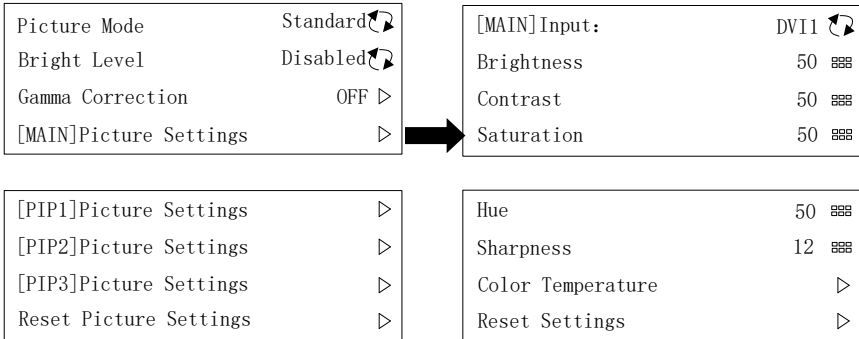 Picture Mode Standard
Bright Level Disabled
Gamma Correction OFF
[MAIN]Picture Settings
[MAIN]Input: DVI1
Brightness 50
Contrast 50
Saturation 50
[PIP1]Picture Settings
[PIP2]Picture Settings
[PIP3]Picture Settings
Reset Picture Settings
Hue 50
Sharpness 12
Color Temperature
Reset Settings